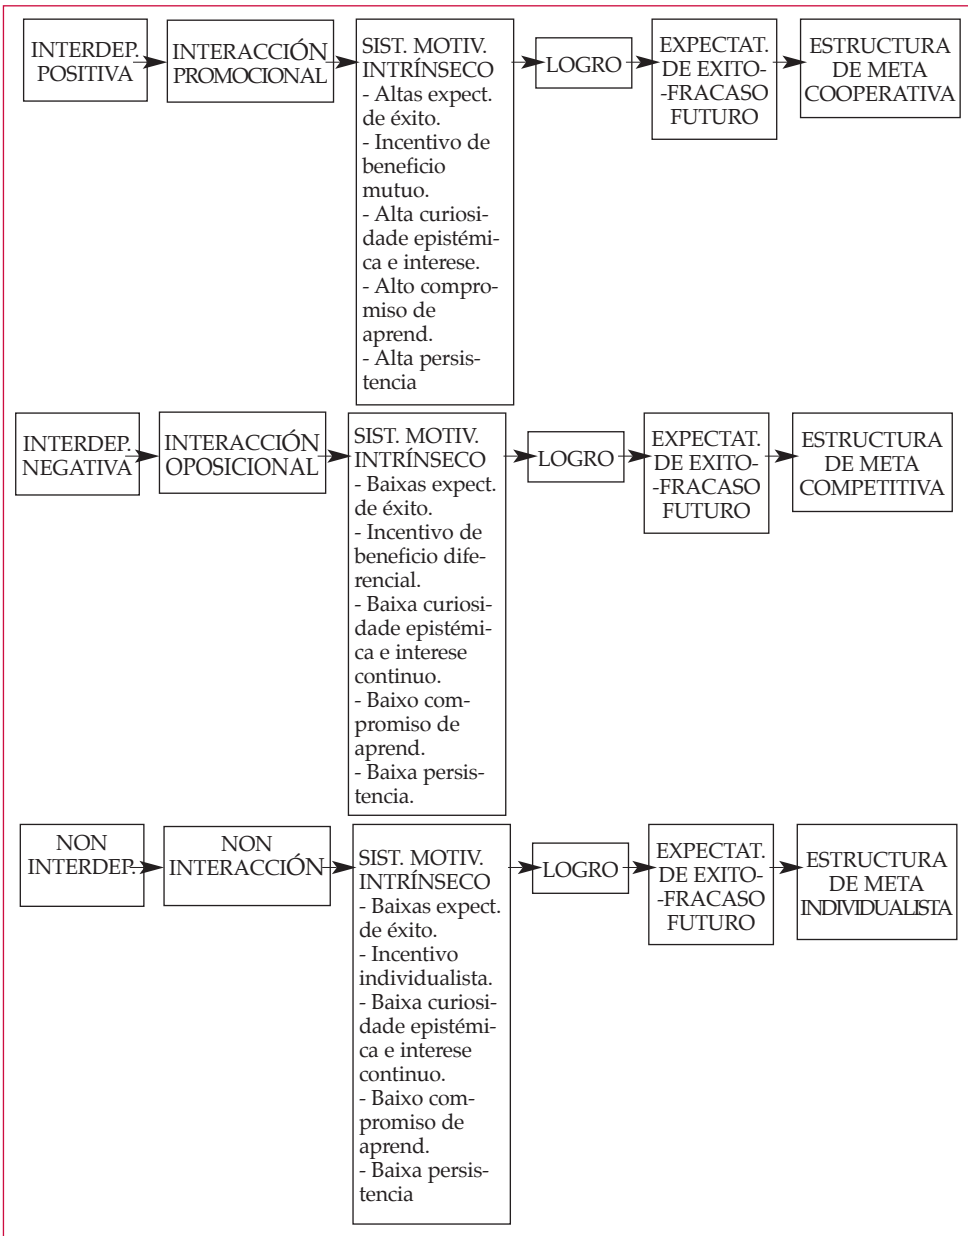 INTERDEP.
POSITIVA
INTERACCIÓN
PROMOCIONAL
SIST. MOTIV.
INTRÍNSECO
- Altas expect.
de éxito.
- Incentivo de
beneficio
mutuo.
- Alta curiosi-
dade epistémi-
ca e interese.
- Alto compro-
miso de
aprend.
- Alta persis-
tencia
LOGRO
EXPECTAT.
DE EXITO-
-FRACASO
FUTURO
ESTRUCTURA
DE META
COOPERATIVA
INTERDEP.
NEGATIVA
INTERACCIÓN
OPOSICIONAL
SIST. MOTIV.
INTRÍNSECO
- Baixas expect.
de éxito.
- Incentivo de
beneficio dife-
rencial.
- Baixa curiosi-
dade epistémi-
ca e interese
continuo.
- Baixo com-
promiso de
aprend.
- Baixa persis-
tencia.
LOGRO
EXPECTAT.
DE EXITO-
-FRACASO
FUTURO
ESTRUCTURA
DE META
COMPETITIVA
NON
INTERDEP.
NON
INTERACCIÓN
SIST. MOTIV.
INTRÍNSECO
- Baixas expect.
de éxito.
- Incentivo
individualista.
- Baixa curiosi-
dade epistémi-
ca e interese
continuo.
- Baixo com-
promiso de
aprend.
- Baixa persis-
tencia
LOGRO
EXPECTAT.
DE EXITO-
-FRACASO
FUTURO
ESTRUCTURA
DE META
INDIVIDUALISTA